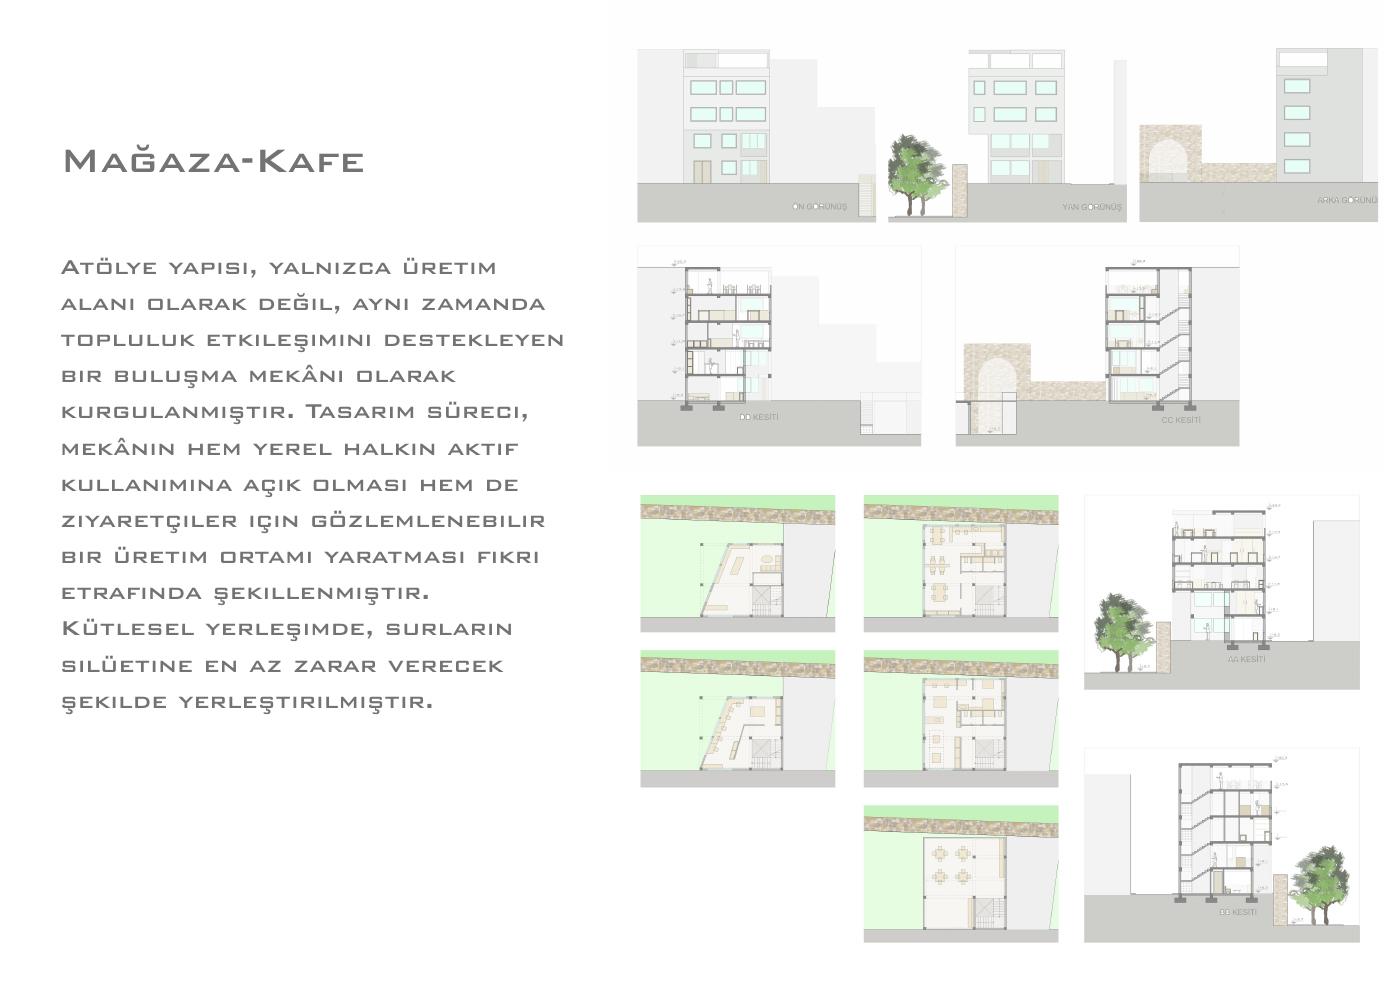 Mağaza-Kafe
Atölye yapısı, yalnızca üretim
alanı olarak değil, aynı zamanda
topluluk etkileşimini destekleyen
bir buluşma mekânı olarak
kurgulanmıştır. Tasarım süreci,
mekânın hem yerel halkın aktif
kullanımına açık olması hem de
ziyaretçiler için gözlemlenebilir
bir üretim ortamı yaratması fikri
etrafında şekillenmiştir.
Kütlesel yerleşimde, surların
silüetine en az zarar verecek
şekilde yerleştirilmiştir.
ÖN GÖRÜNÜŞ
YAN GÖRÜNÜŞ
ARKA GÖRÜNÜ
DD KESİTİ
CC KESİTİ
AA KESİTİ
BB KESİTİ